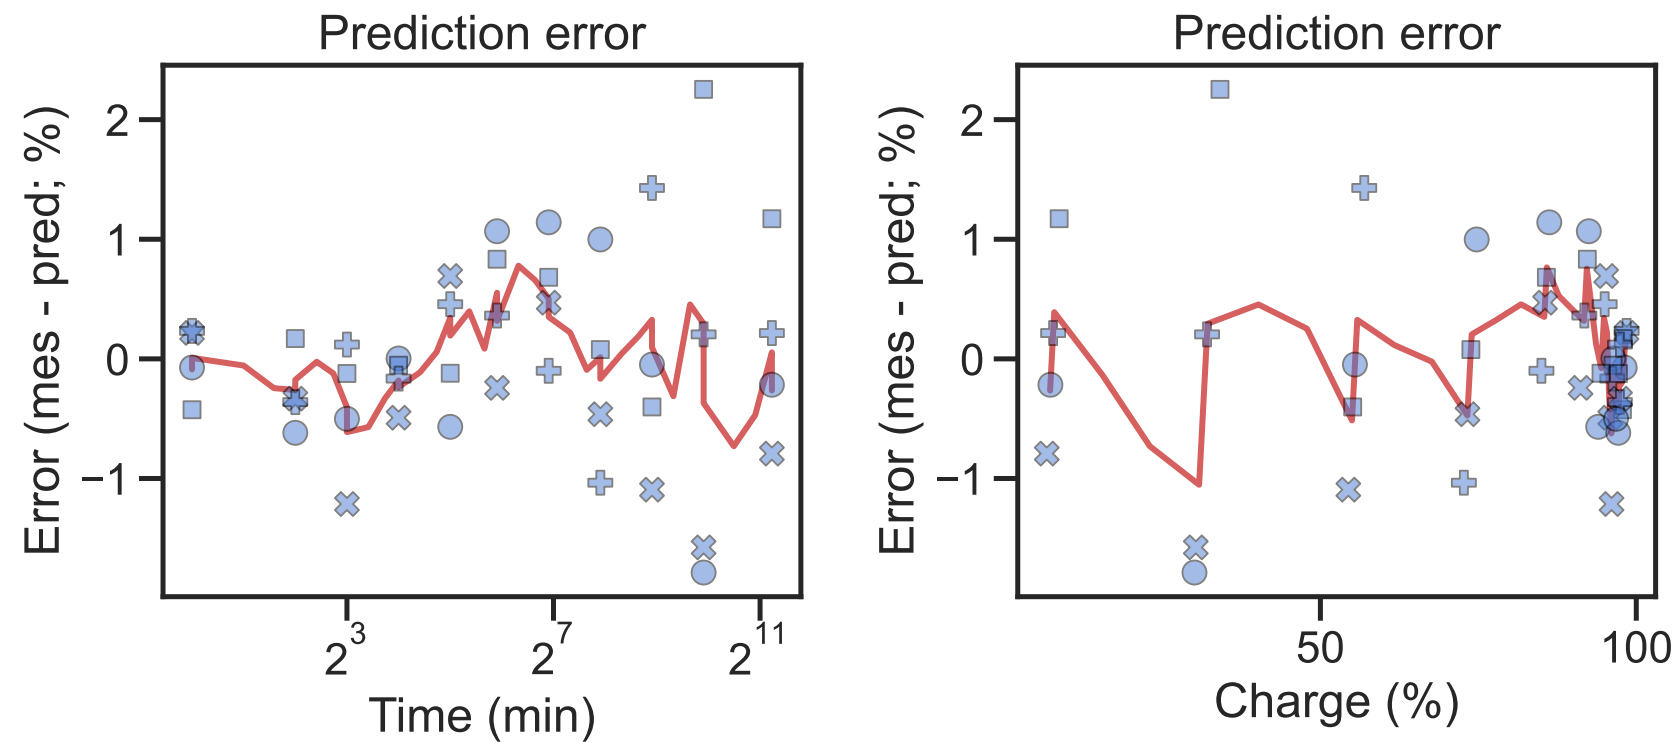 Prediction error
Error (mes - pred; %)
2
1
0
−1
2^3
2^7
2^11
Time (min)
Prediction error
Error (mes - pred; %)
2
1
0
−1
50
100
Charge (%)